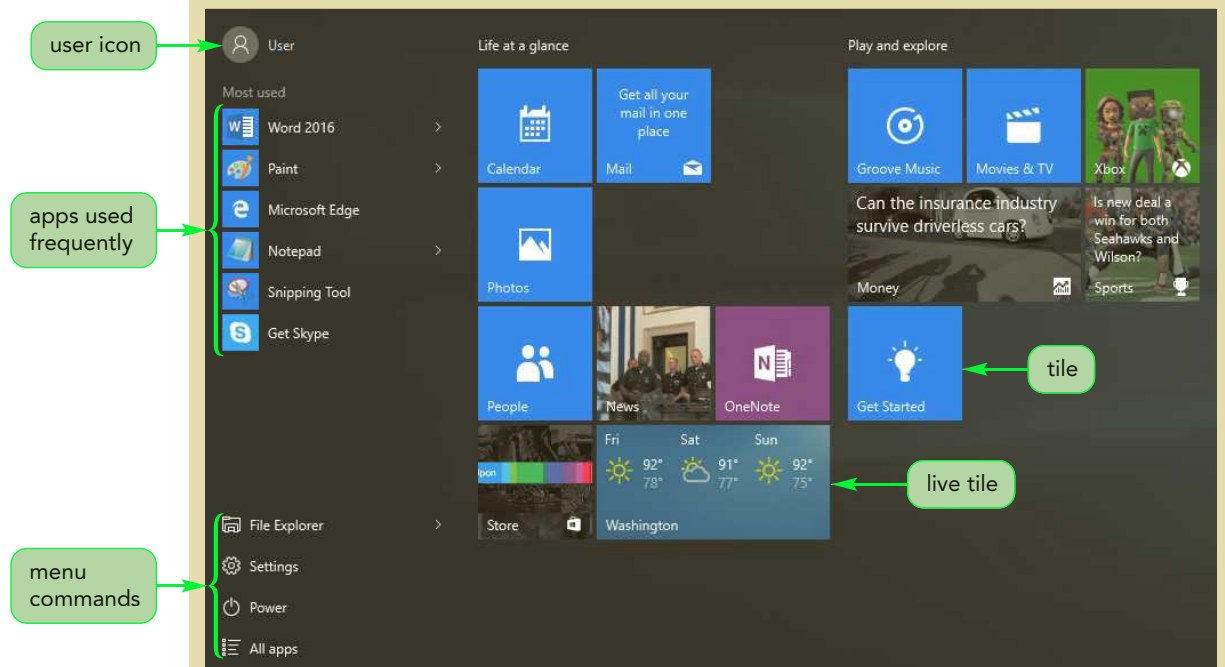 user icon
User
Most used
Word 2016
Paint
Microsoft Edge
Notepad
Snipping Tool
Get Skype
apps used
frequently
File Explorer
Settings
Power
All apps
menu
commands
Life at a glance
Calendar
Get all your
mail in one
place
Mail
Photos
People
News
N
OneNote
Store
Fri Sat Sun
92° 91° 92°
78° 77° 75°
Washington
live tile
Play and explore
Groove Music
Movies & TV
Xbox
Can the insurance industry
survive driverless cars?
Money
Is new deal a
win for both
Seahawks and
Wilson?
Sports
Get Started
tile